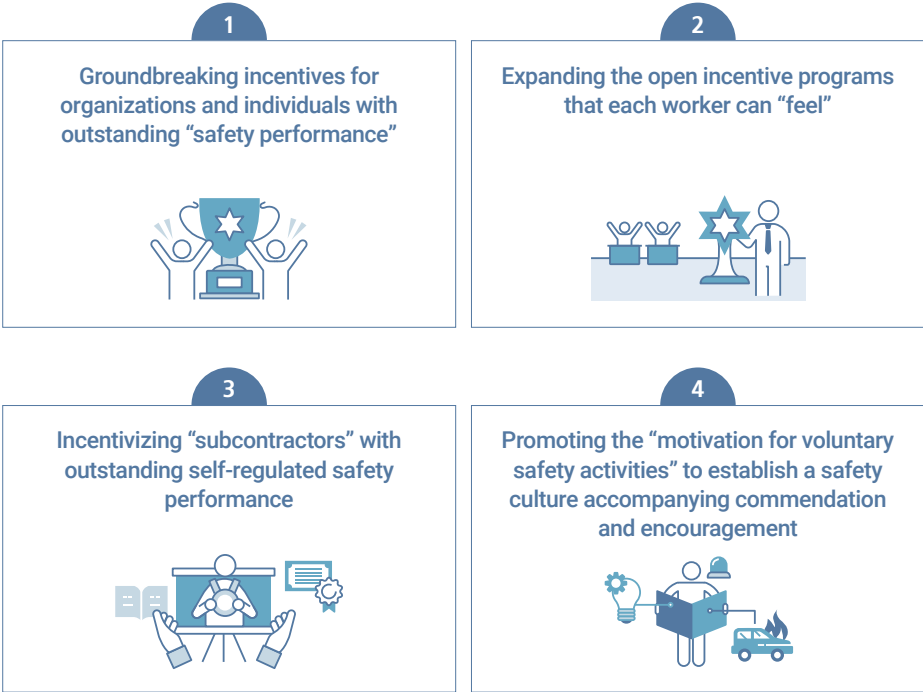 1
Groundbreaking incentives for
organizations and individuals with
outstanding “safety performance”
2
Expanding the open incentive programs
that each worker can “feel”
3
Incentivizing “subcontractors” with
outstanding self-regulated safety
performance
4
Promoting the “motivation for voluntary
safety activities” to establish a safety
culture accompanying commendation
and encouragement